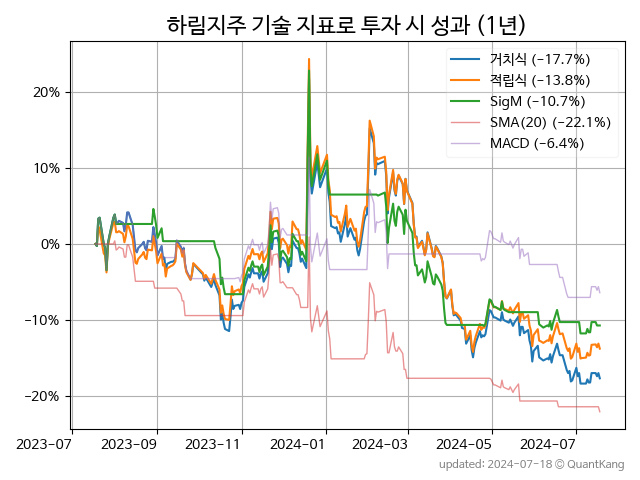 하림지주 기술 지표로 투자 시 성과 (1년)
거치식 (-17.7%)
적립식 (-13.8%)
SigM (-10.7%)
SMA(20) (-22.1%)
MACD (-6.4%)
20%
10%
0%
-10%
-20%
2023-07 2023-09 2023-11 2024-01 2024-03 2024-05 2024-07
updated: 2024-07-18 © QuantKang